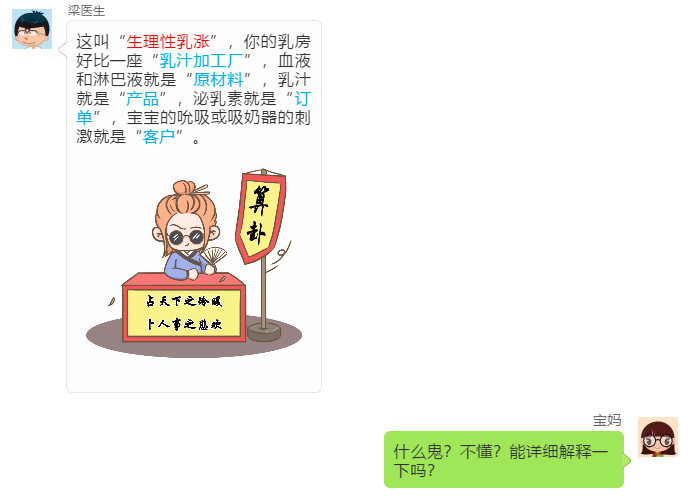 梁医生
这叫“生理性乳涨”，你的乳房
好比一座“乳汁加工厂”，血液
和淋巴液就是“原材料”，乳汁
就是“产品”，泌乳素就是“订
单”，宝宝的吮吸或吸奶器的刺
激就是“客户”。
算
卦
占天下之冷暖
卜人事之悲欢
宝妈
什么鬼？不懂？能详细解释一
下吗？